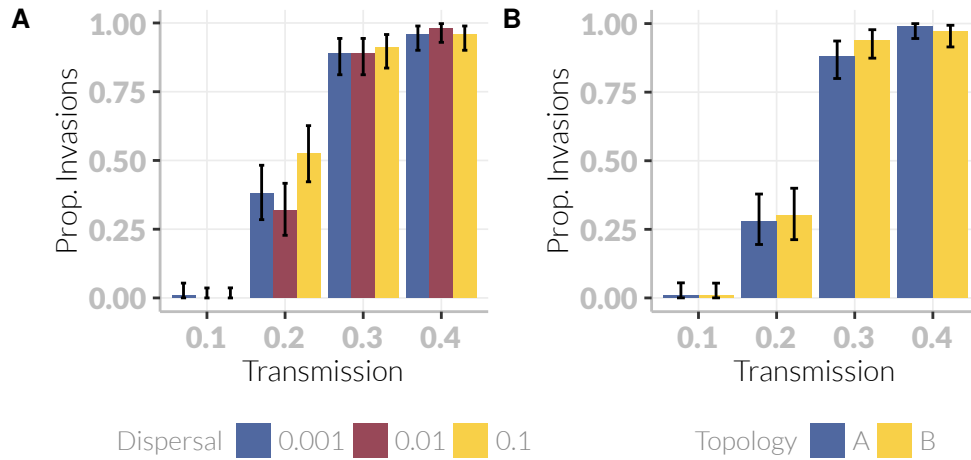 A
Prop. Invasions
1.00
0.75
0.50
0.25
0.00
0.1 0.2 0.3 0.4
Transmission
Dispersal 0.001 0.01 0.1
B
Prop. Invasions
1.00
0.75
0.50
0.25
0.00
0.1 0.2 0.3 0.4
Transmission
Topology A B